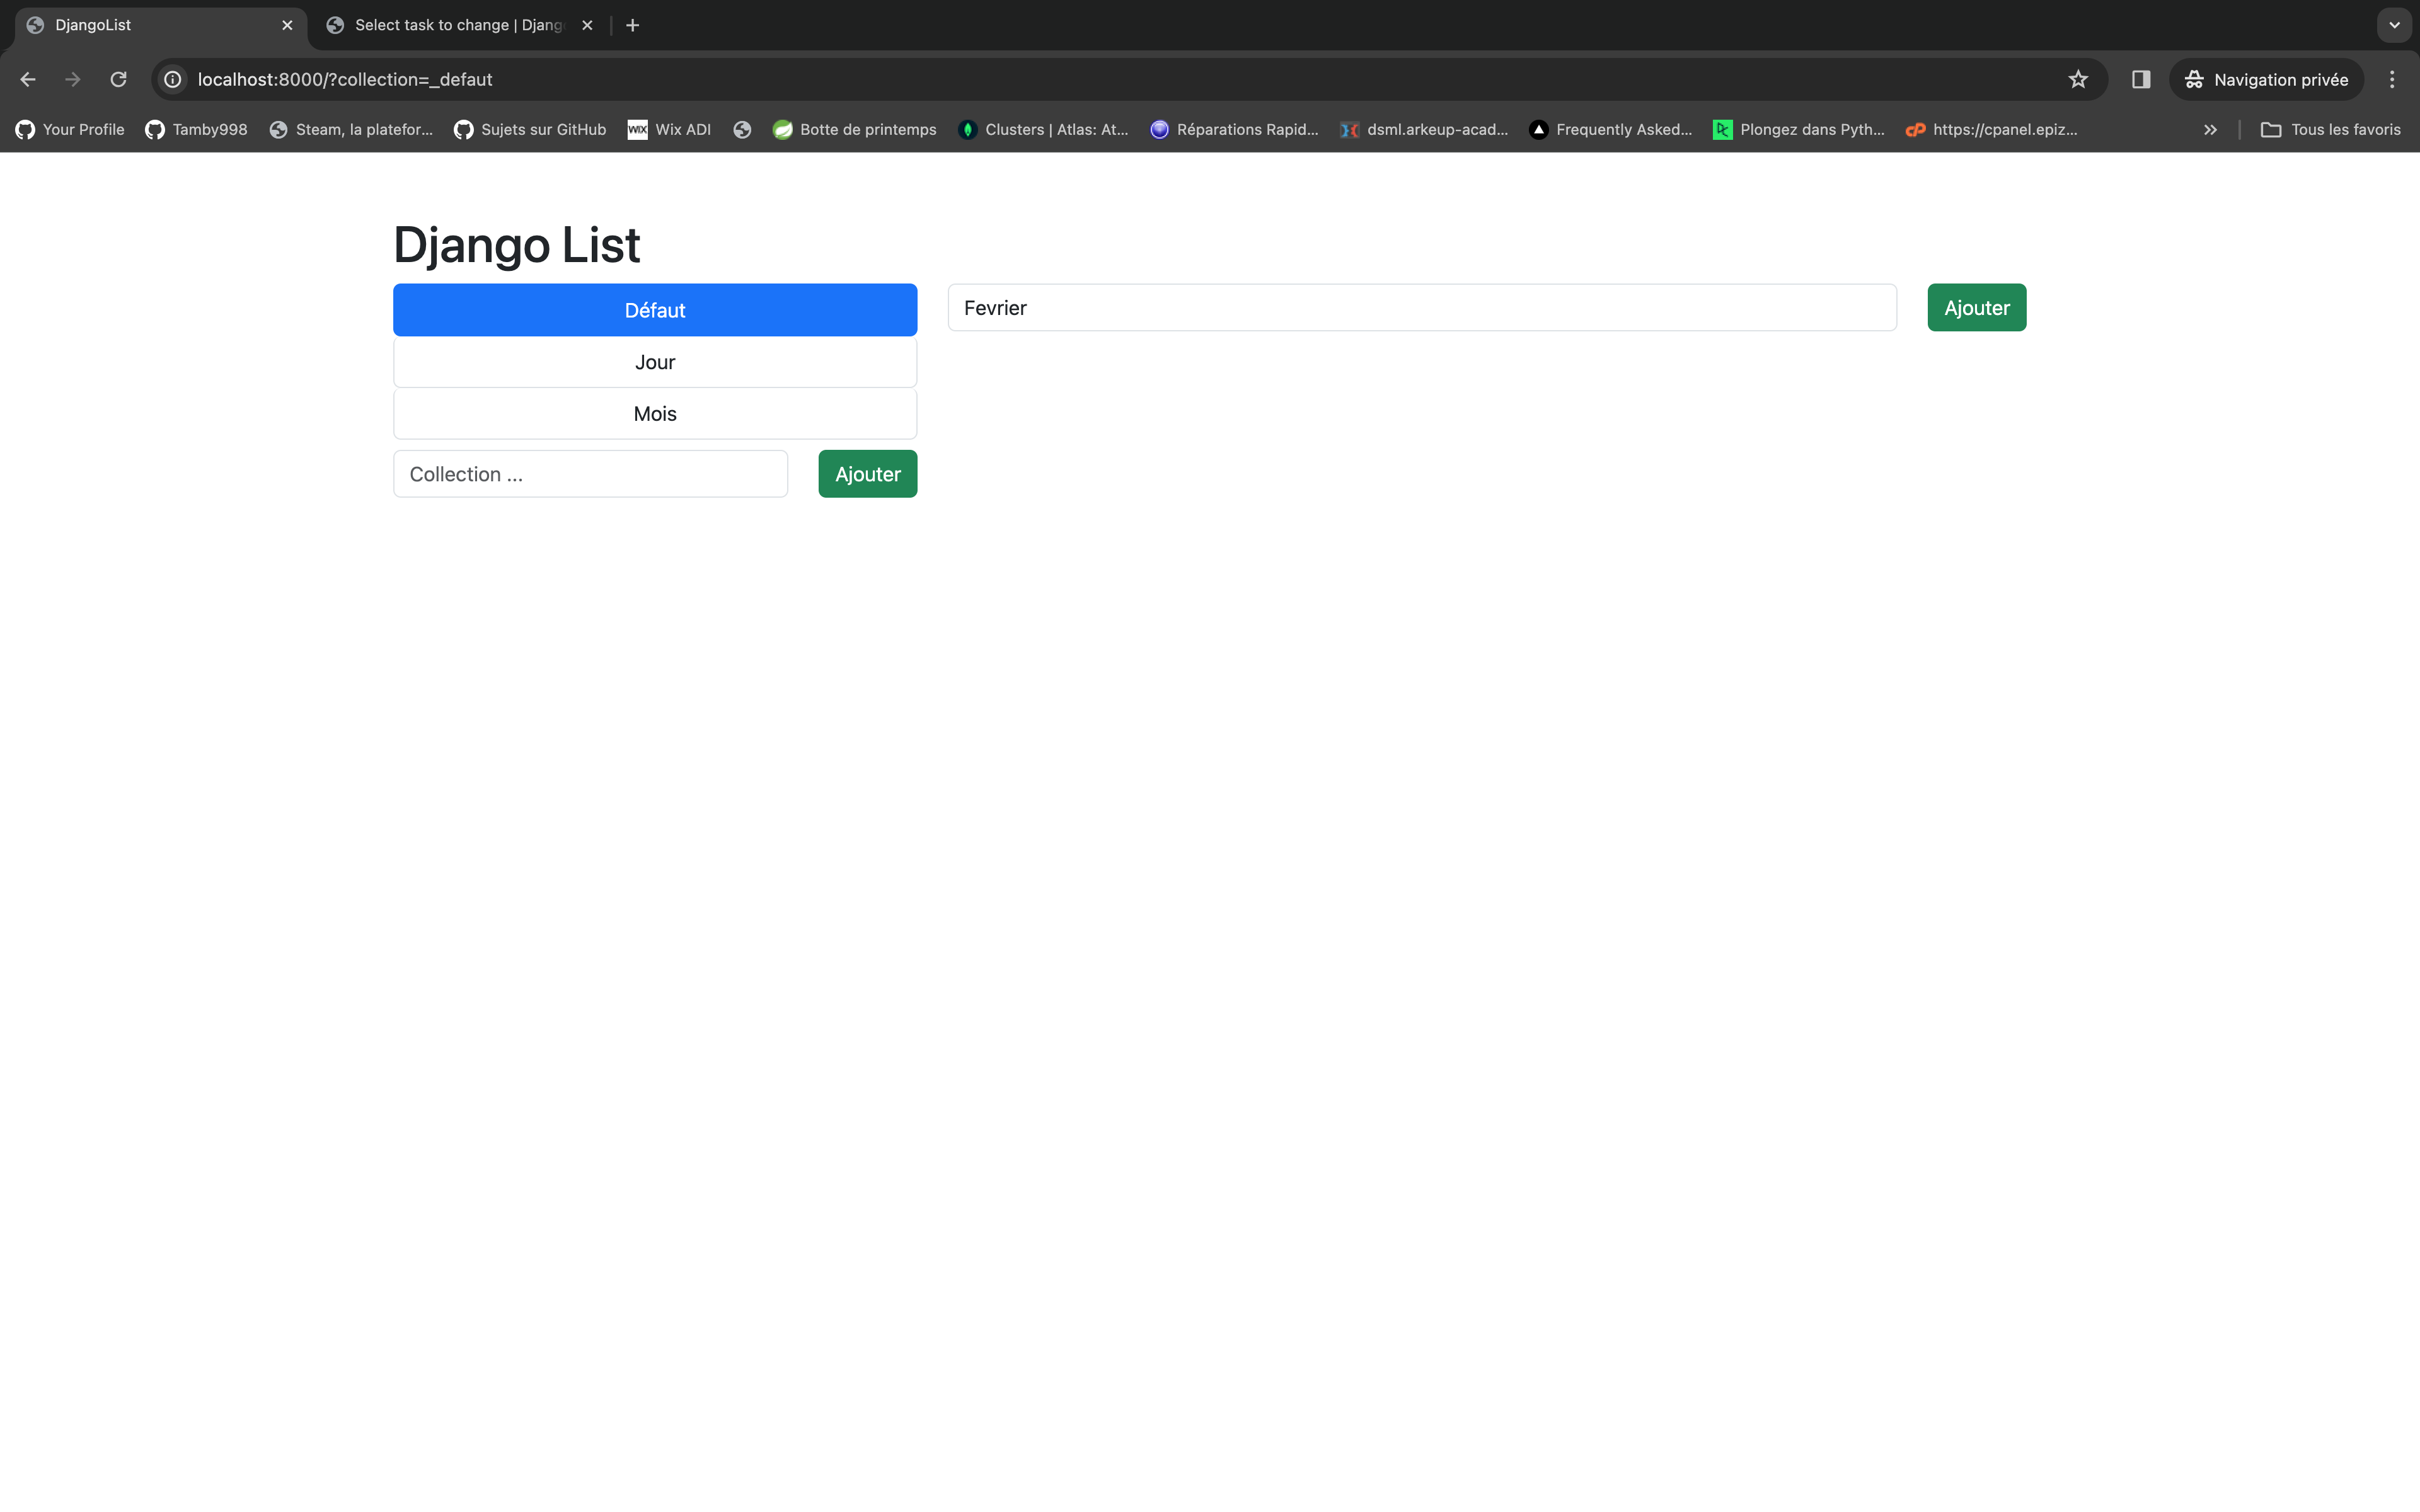 DjangoList
Select task to change | Djang
localhost:8000/?collection=_defaut
Navigation privée
Your Profile
Tamby998
Steam, la platefor...
Sujets sur GitHub
WIX
Wix ADI
Botte de printemps
Clusters | Atlas: At...
Réparations Rapid...
dsml.arkeup-acad...
Frequently Asked...
Plongez dans Pyth...
https://cpanel.epiz...
Tous les favoris
Django List
Défaut
Fevrier
Ajouter
Jour
Mois
Collection ...
Ajouter